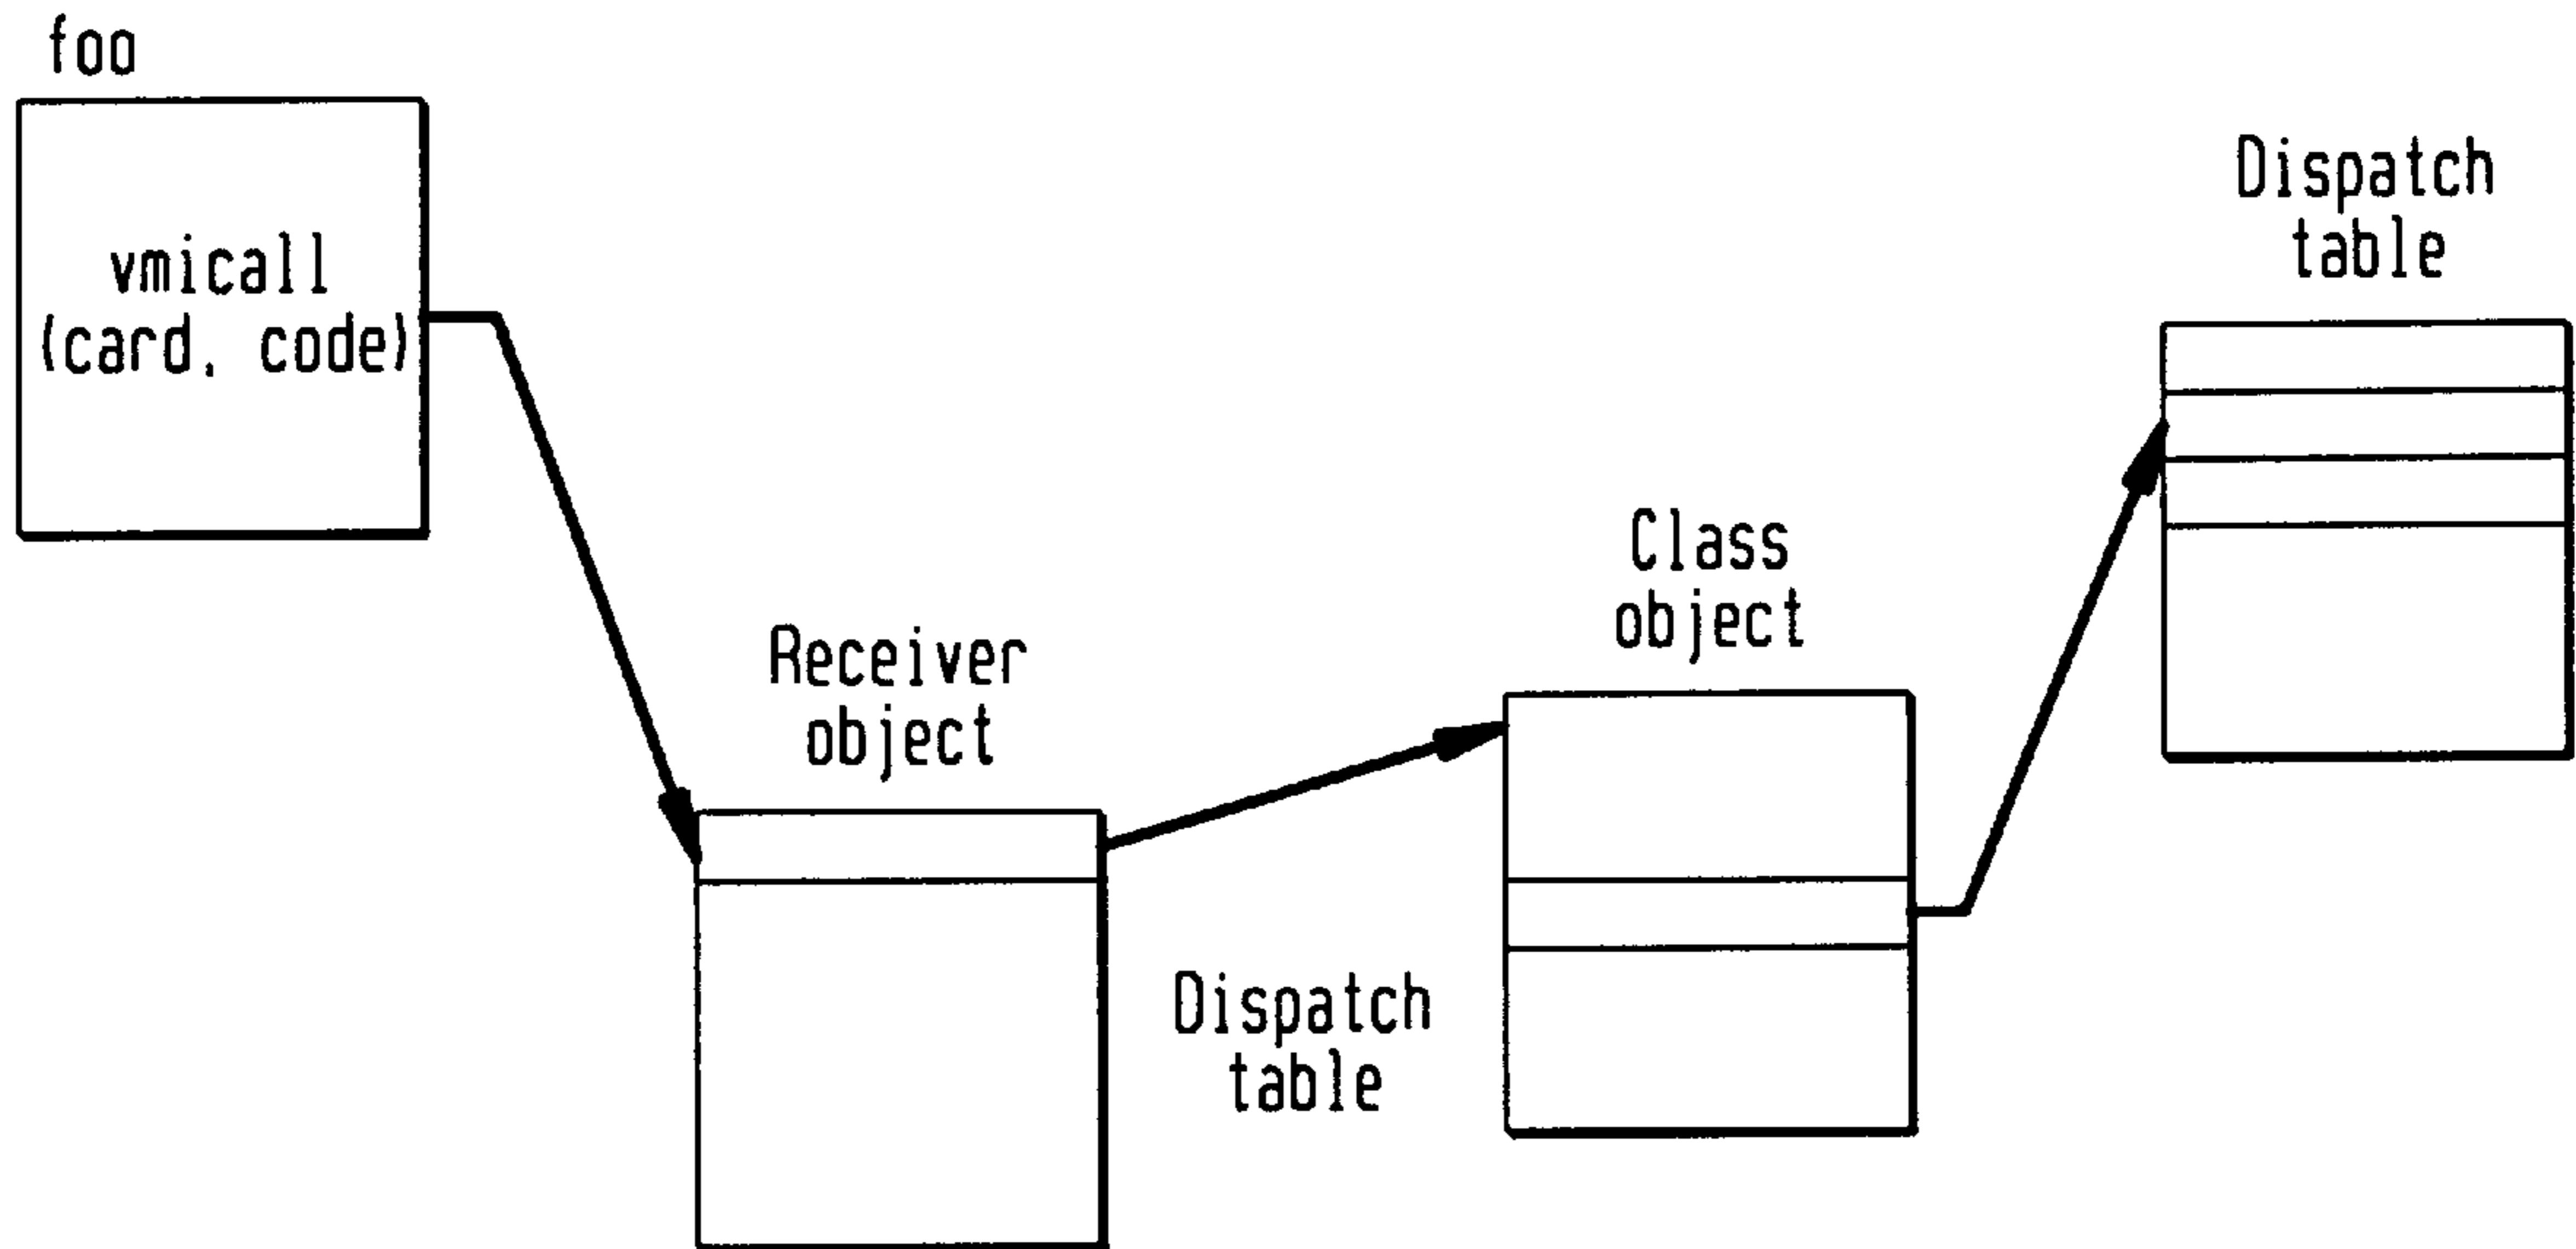 foo
vmicall
(card, code)
Receiver
object
Dispatch
table
Class
object
Dispatch
table